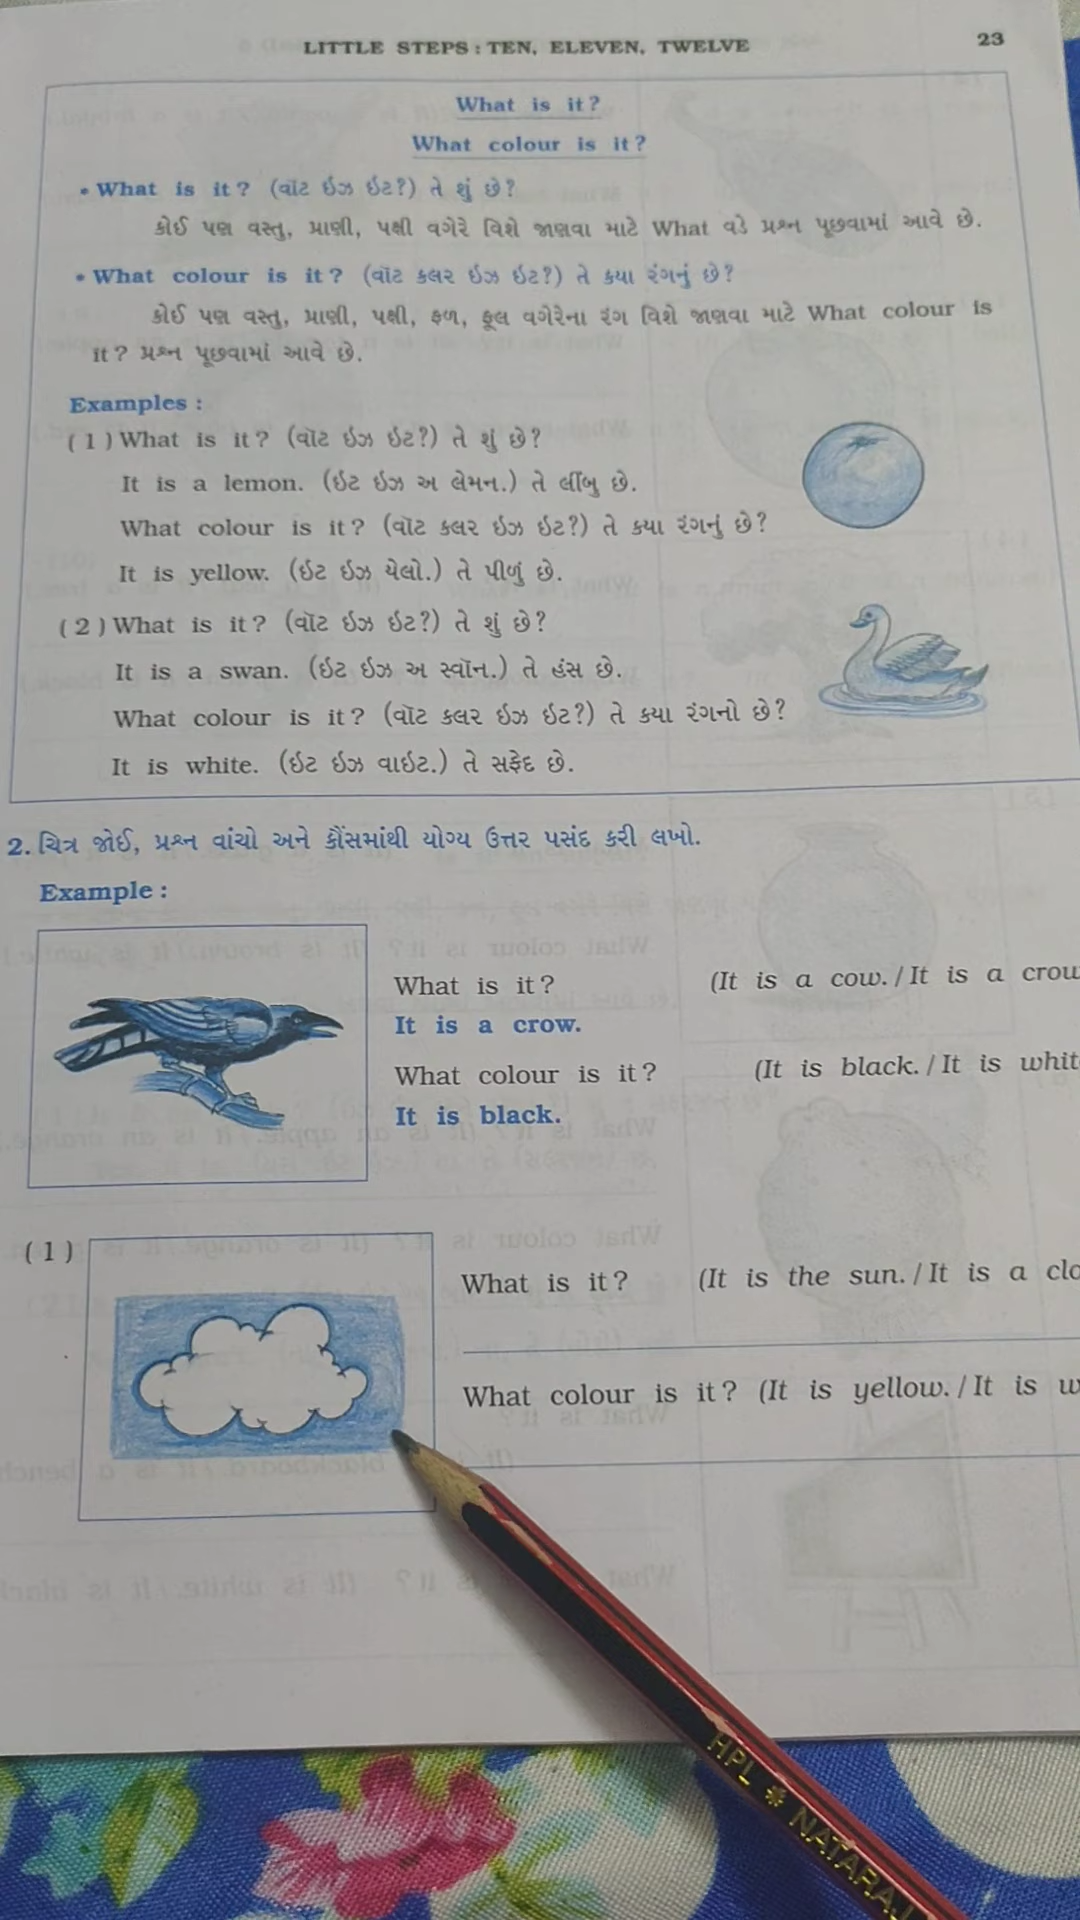 LITTLE STEPS : TEN, ELEVEN, TWELVE 23
What is it?
What colour is it?
• What is it? (વૉટ ઇઝ ઇટ?) તે શું છે?
કોઈ પણ વસ્તુ, પ્રાણી, પક્ષી વગેરે વિશે જાણવા માટે What વડે પ્રશ્ન પૂછવામાં આવે છે.
• What colour is it? (વૉટ કલર ઇઝ ઇટ?) તે કયા રંગનું છે?
કોઈ પણ વસ્તુ, પ્રાણી, પક્ષી, ફળ, ફૂલ વગેરેના રંગ વિશે જાણવા માટે What colour is
it? પ્રશ્ન પૂછવામાં આવે છે.
Examples :
(1) What is it? (વૉટ ઇઝ ઇટ?) તે શું છે?
It is a lemon. (ઇટ ઇઝ અ લેમન.) તે લીંબુ છે.
What colour is it? (વૉટ કલર ઇઝ ઇટ?) તે કયા રંગનું છે?
It is yellow. (ઇટ ઇઝ યેલો.) તે પીળું છે.
(2) What is it? (વૉટ ઇઝ ઇટ?) તે શું છે?
It is a swan. (ઇટ ઇઝ અ સ્વૉન.) તે હંસ છે.
What colour is it? (વૉટ કલર ઇઝ ઇટ?) તે કયા રંગનો છે?
It is white. (ઇટ ઇઝ વાઇટ.) તે સફેદ છે.
2. ચિત્ર જોઈ, પ્રશ્ન વાંચો અને કૌંસમાંથી યોગ્ય ઉત્તર પસંદ કરી લખો.
Example :
What is it? (It is a cow. / It is a crow
It is a crow.
What colour is it? (It is black. / It is whit
It is black.
(1)
What is it? (It is the sun. / It is a clo
What colour is it? (It is yellow. / It is w
HPL NATARAJ